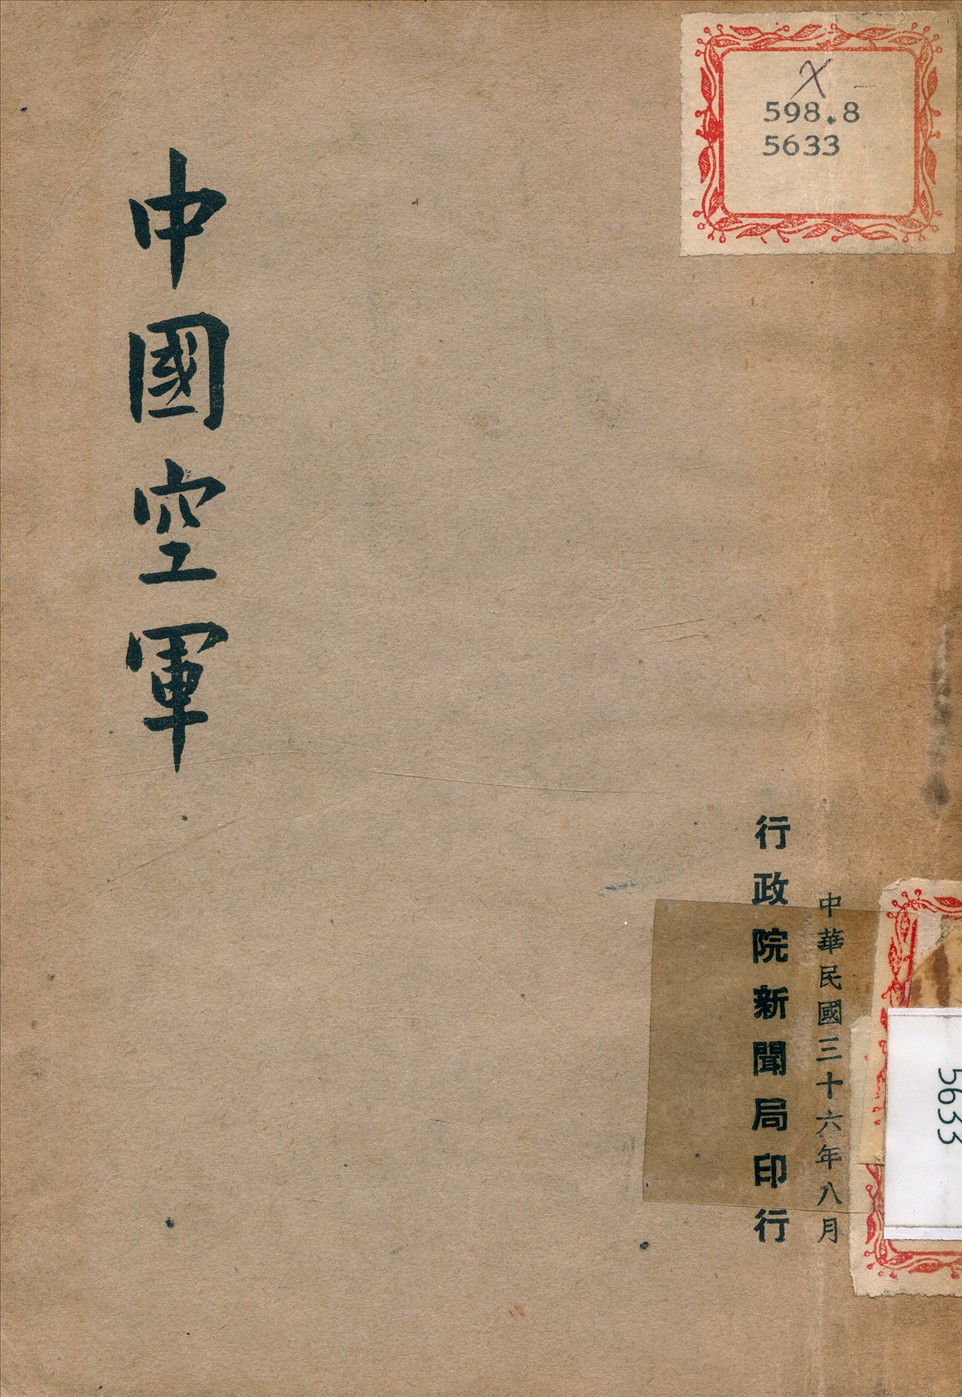 X
598.8
5633
中華民國三十六年八月
行政院新聞局印行
中國空軍
5633